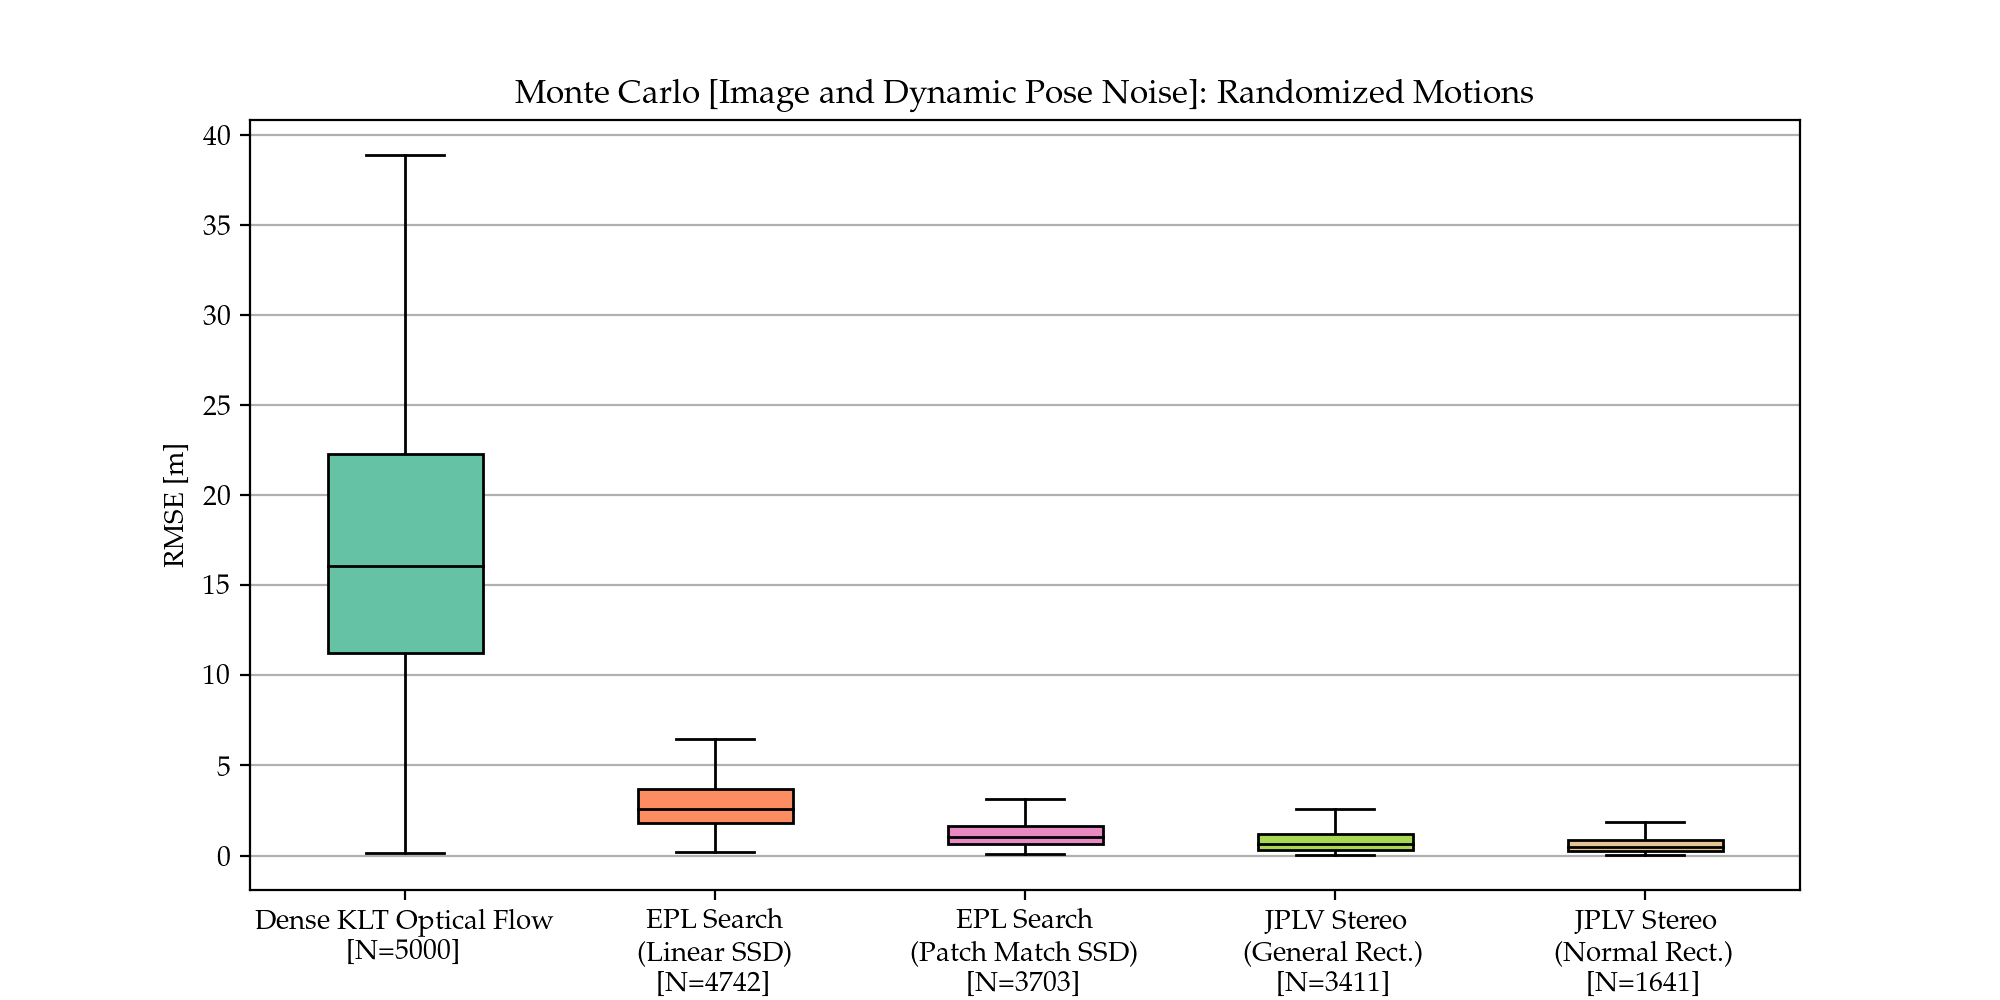 Monte Carlo [Image and Dynamic Pose Noise]: Randomized Motions
40
35
30
25
20
15
10
5
0
RMSE [m]
Dense KLT Optical Flow
[N=5000]
EPL Search
(Linear SSD)
[N=4742]
EPL Search
(Patch Match SSD)
[N=3703]
JPLV Stereo
(General Rect.)
[N=3411]
JPLV Stereo
(Normal Rect.)
[N=1641]